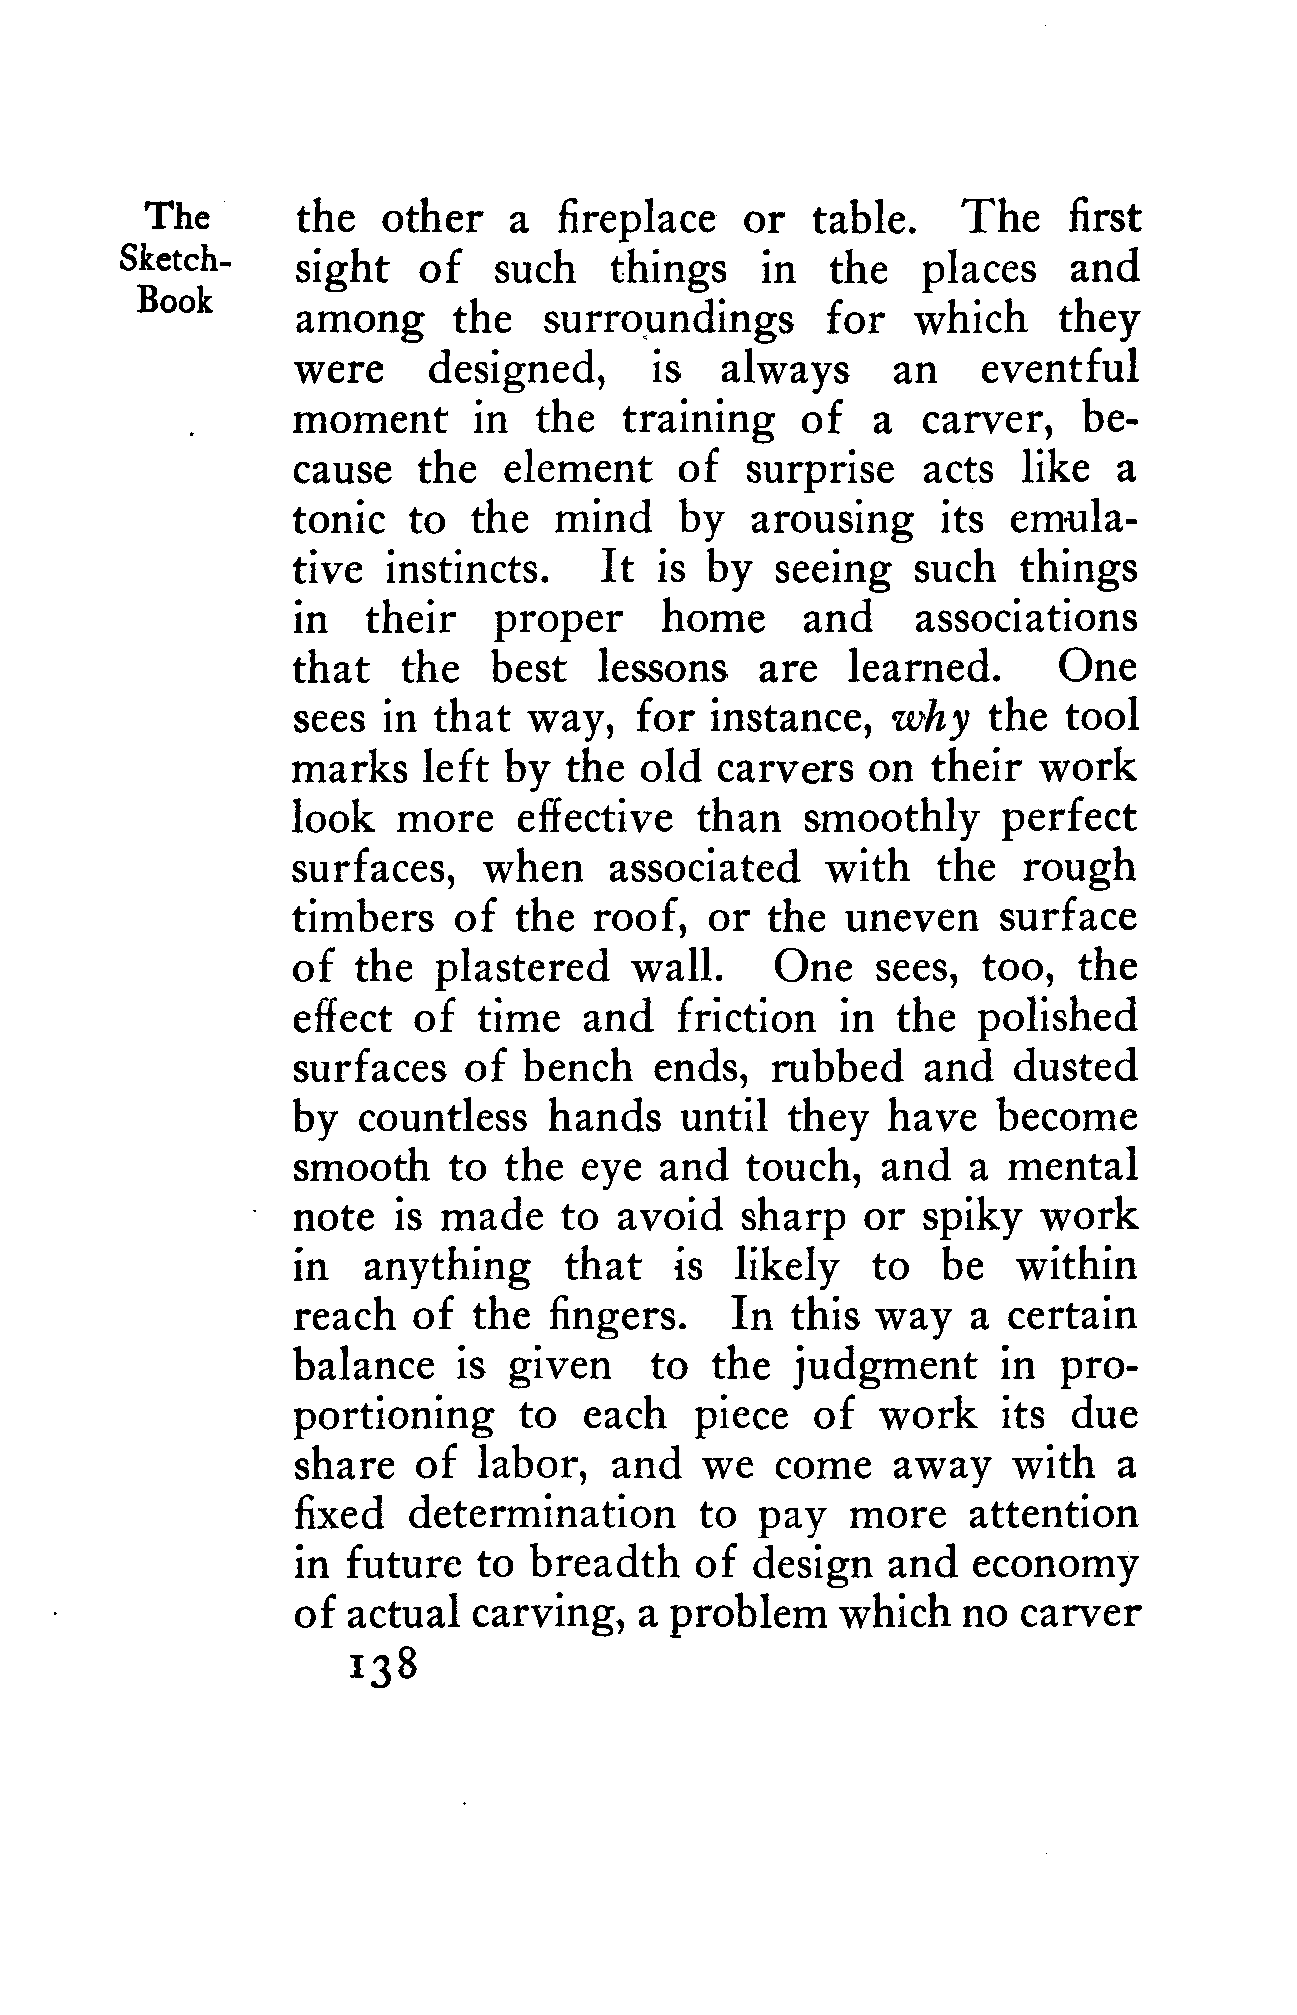 The
Sketch-
Book
the other a fireplace or table. The first
sight of such things in the places and
among the surroundings for which they
were designed, is always an eventful
moment in the training of a carver, be-
cause the element of surprise acts like a
tonic to the mind by arousing its emula-
tive instincts. It is by seeing such things
in their proper home and associations
that the best lessons are learned. One
sees in that way, for instance, why the tool
marks left by the old carvers on their work
look more effective than smoothly perfect
surfaces, when associated with the rough
timbers of the roof, or the uneven surface
of the plastered wall. One sees, too, the
effect of time and friction in the polished
surfaces of bench ends, rubbed and dusted
by countless hands until they have become
smooth to the eye and touch, and a mental
note is made to avoid sharp or spiky work
in anything that is likely to be within
reach of the fingers. In this way a certain
balance is given to the judgment in pro-
portioning to each piece of work its due
share of labor, and we come away with a
fixed determination to pay more attention
in future to breadth of design and economy
of actual carving, a problem which no carver
138